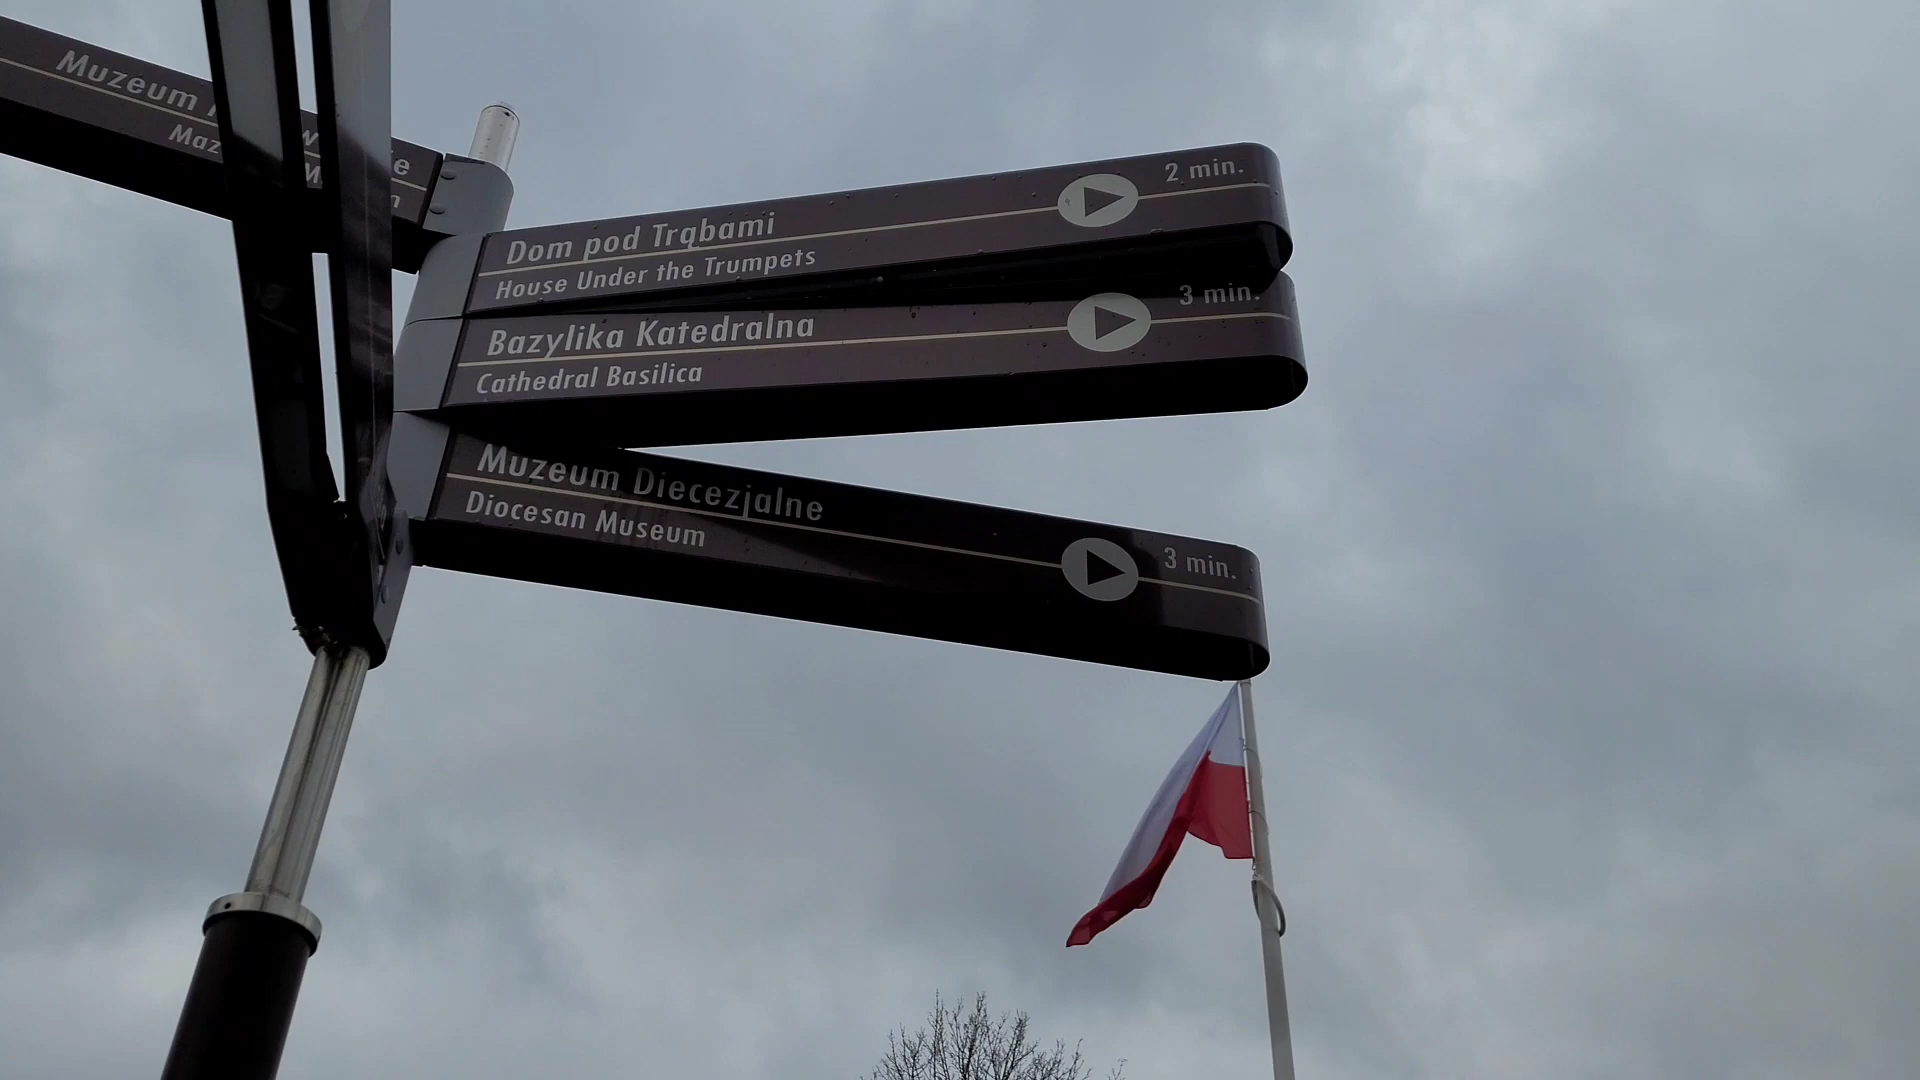 Muzeum
Dom pod Trąbami
2 min.
House Under the Trumpets
Bazylika Katedralna
3 min.
Cathedral Basilica
Muzeum Diecezjalne
3 min.
Diocesan Museum